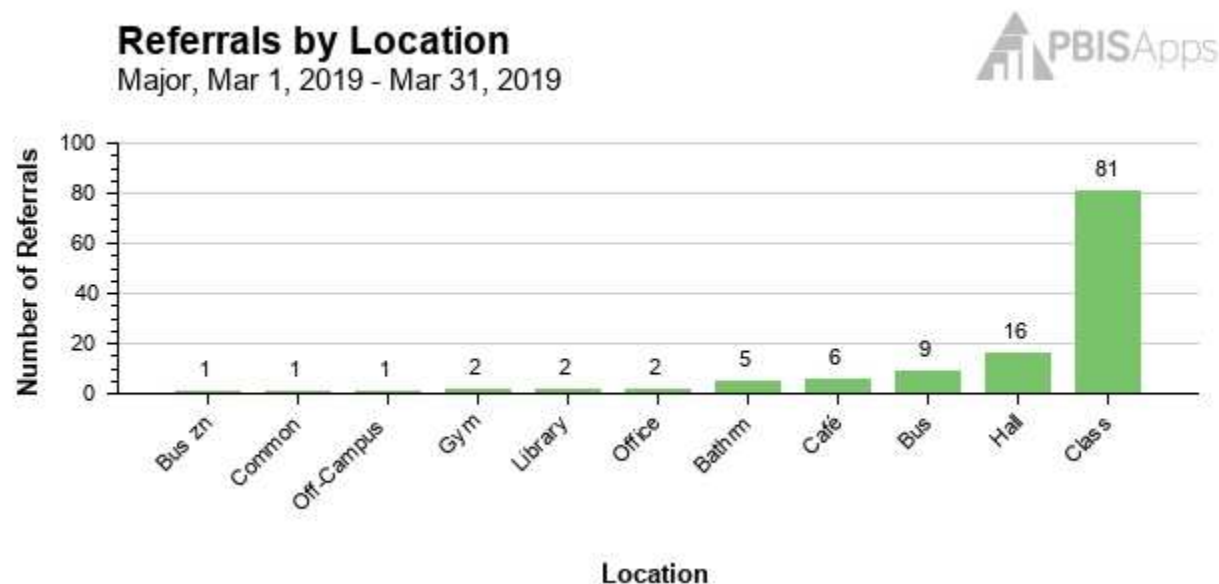 Referrals by Location
Major, Mar 1, 2019 - Mar 31, 2019
PBISApps
Number of Referrals
100
80
60
40
20
0
1
1
1
2
2
2
5
6
9
16
81
Bus zn
Common
Off-Campus
Gym
Library
Office
Bathrm
Café
Bus
Hall
Class
Location